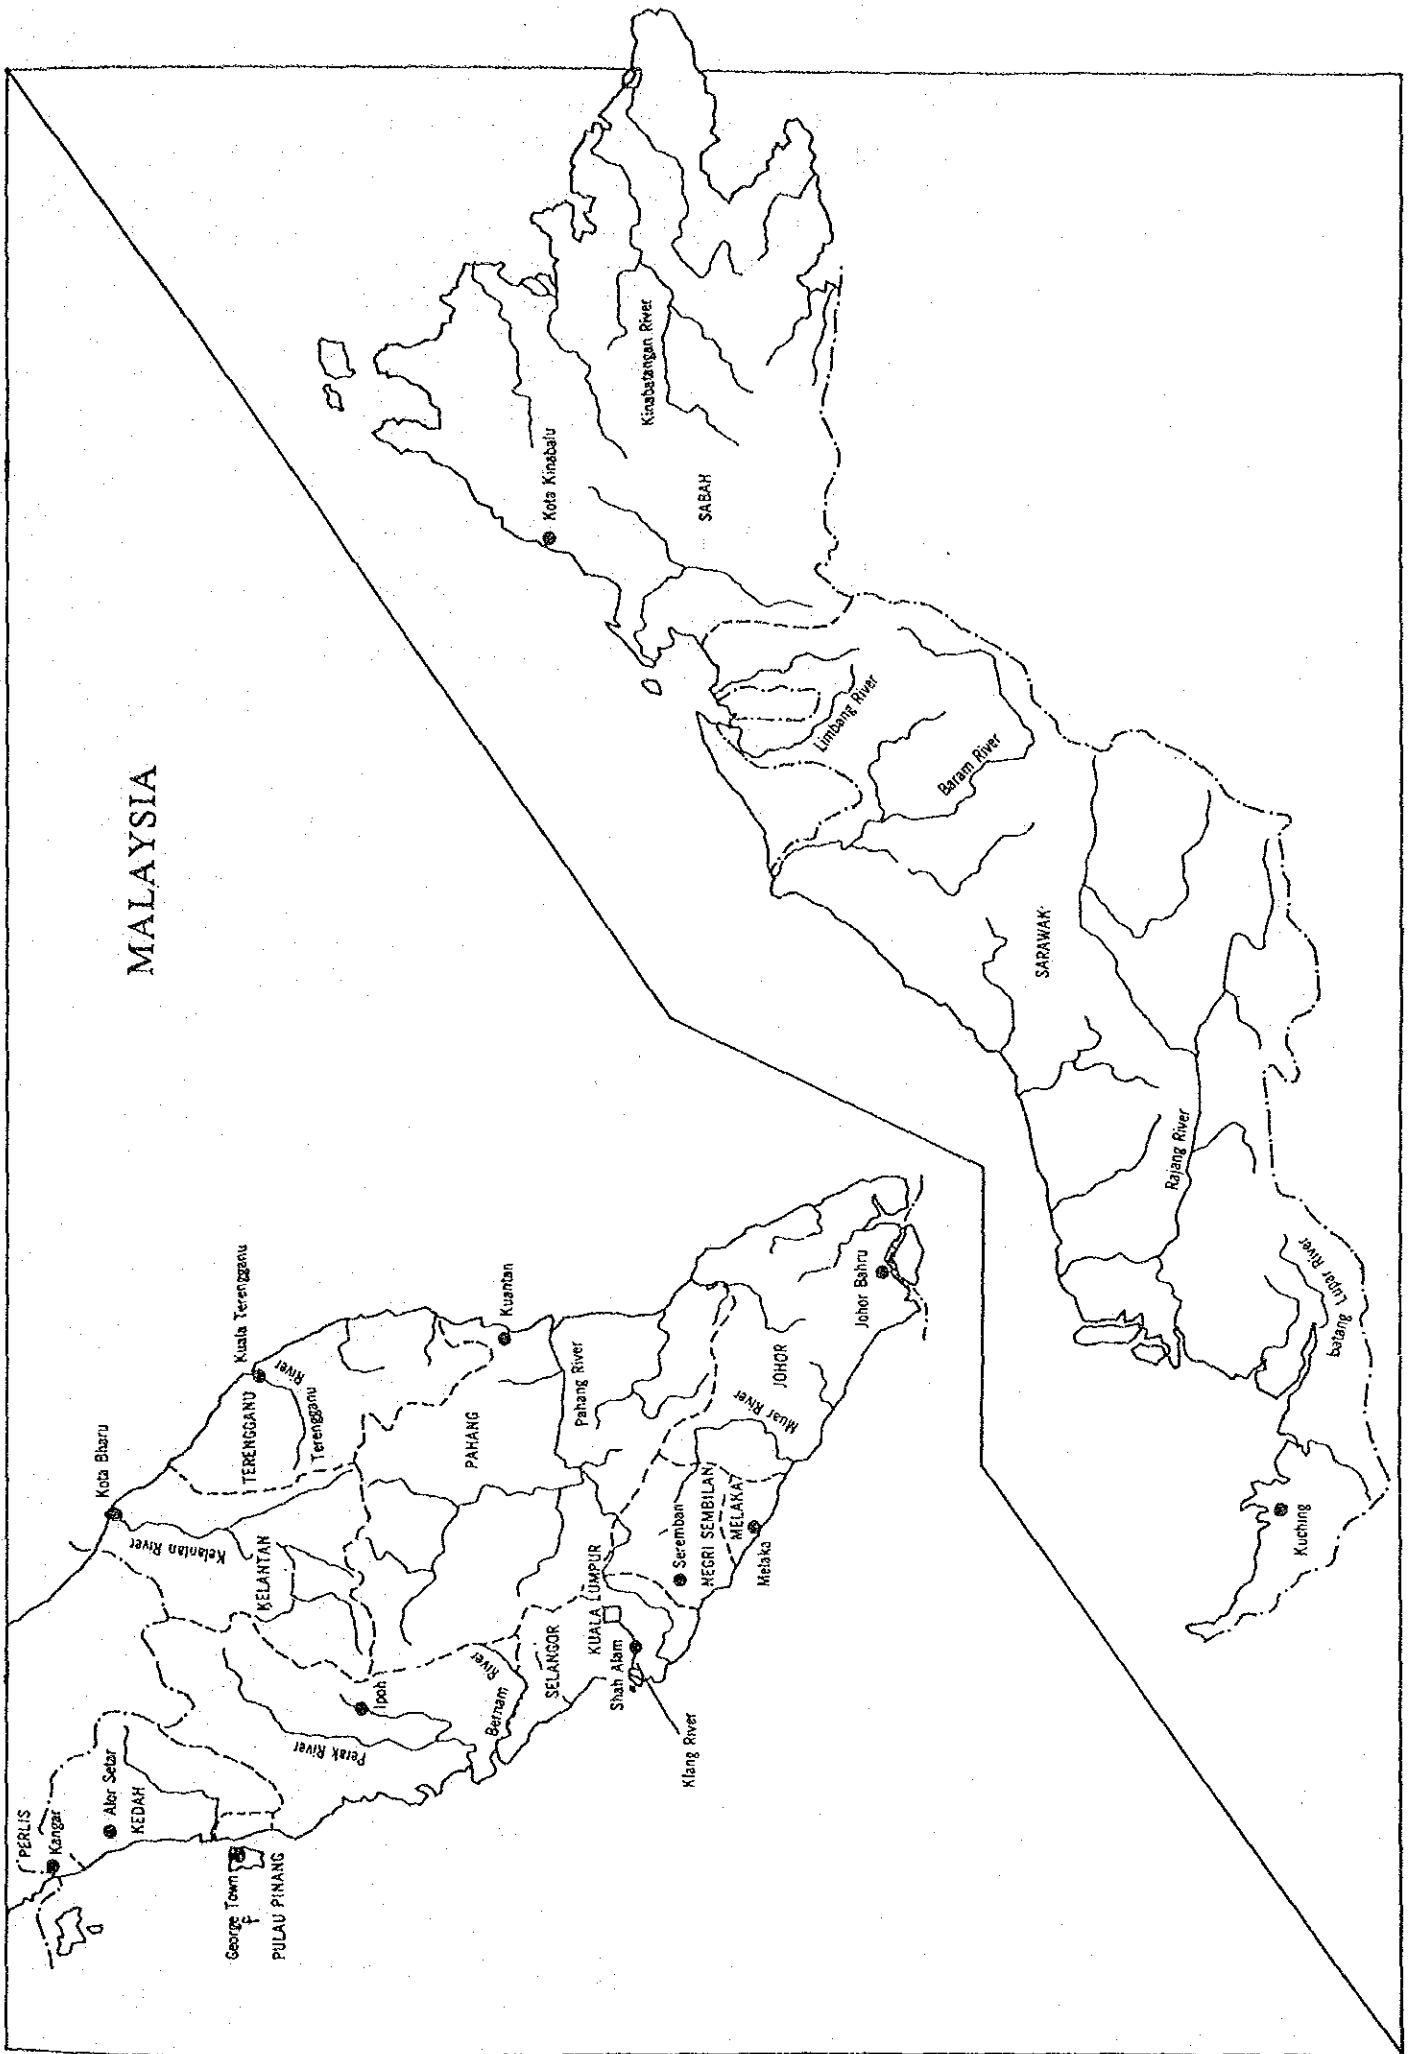 MALAYSIA
PERLIS
Kangar
Alor Setar
KEDAH
George Town
PULAU PINANG
Kota Bharu
Kelantan River
KELANTAN
Kuala Terengganu
TERENGGANU
Terengganu River
Perak River
Ipoh
Kuantan
PAHANG
Pahang River
Bernam River
SELANGOR
KUALA LUMPUR
Shah Alam
Klang River
Seremban
NEGRI SEMBILAN
MELAKA
Melaka
Muar River
JOHOR
Johor Bahru
Kota Kinabalu
Kinabatangan River
SABAH
Limbang River
Baram River
SARAWAK
Rajang River
batang Lupar River
Kuching